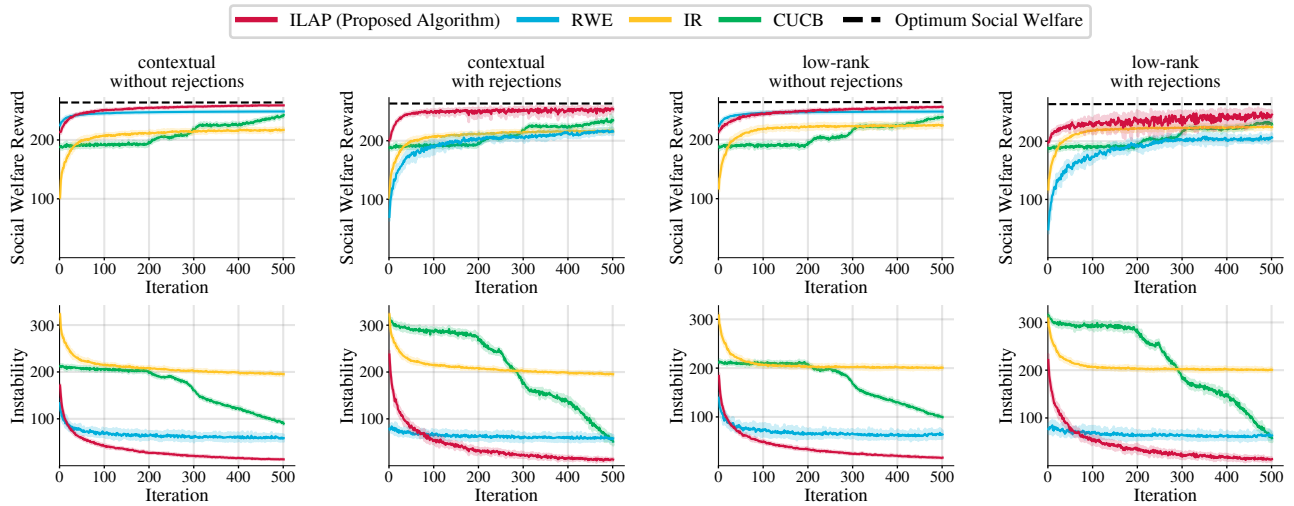 ILAP (Proposed Algorithm) RWE IR CUCB Optimum Social Welfare
contextual
without rejections
contextual
with rejections
low-rank
without rejections
low-rank
with rejections
Social Welfare Reward
200
100
0 100 200 300 400 500
Iteration
Social Welfare Reward
200
100
0 100 200 300 400 500
Iteration
Social Welfare Reward
200
100
0 100 200 300 400 500
Iteration
Social Welfare Reward
200
100
0 100 200 300 400 500
Iteration
Instability
300
200
100
0 100 200 300 400 500
Iteration
Instability
300
200
100
0 100 200 300 400 500
Iteration
Instability
300
200
100
0 100 200 300 400 500
Iteration
Instability
300
200
100
0 100 200 300 400 500
Iteration